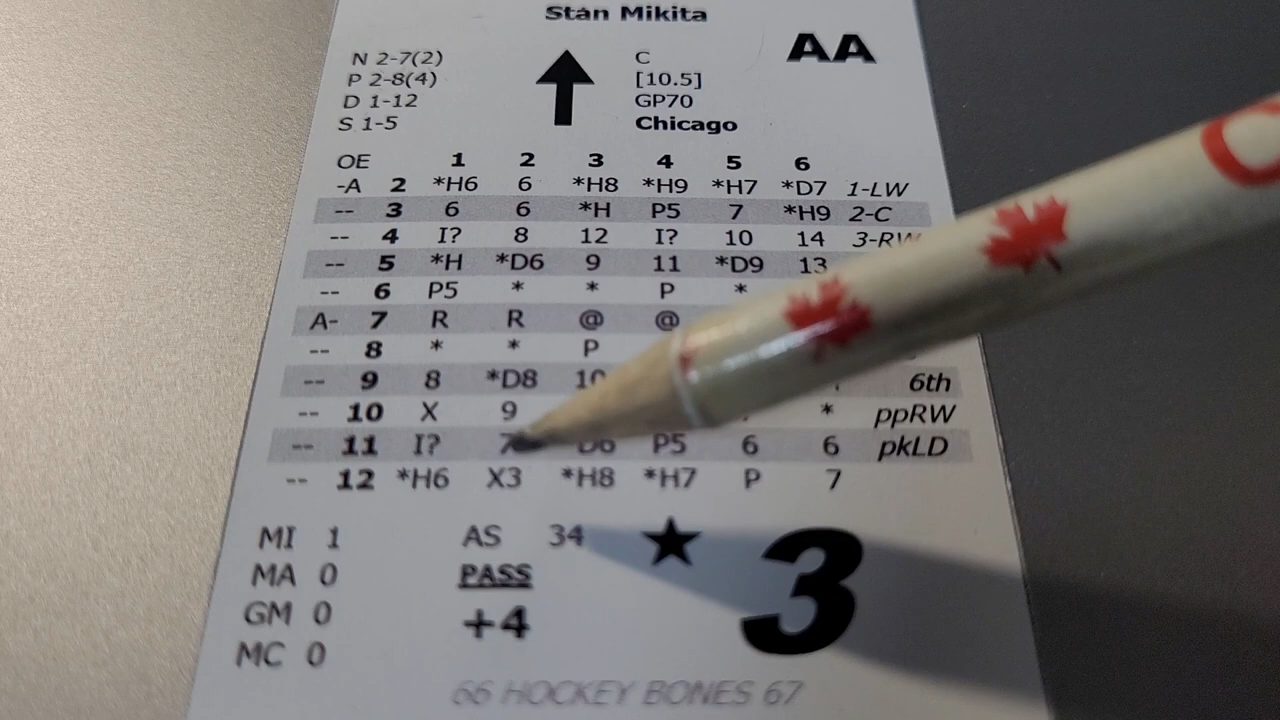 Stan Mikita
AA
N 2-7(2) C
P 2-8(4) [10.5]
D 1-12 GP70
S 1-5 Chicago
OE 1 2 3 4 5 6
-A 2 *H6 6 *H8 *H9 *H7 *D7 1-LW
-- 3 6 6 *H P5 7 *H9 2-C
-- 4 I? 8 12 I? 10 14 3-RW
-- 5 *H *D6 9 11 *D9 13
-- 6 P5 * * P *
A- 7 R R @ @
-- 8 * * P
-- 9 8 *D8 10 6th
-- 10 X 9 * ppRW
-- 11 I? P5 6 6 pkLD
-- 12 *H6 X3 *H8 *H7 P 7
MI 1 AS 34 ★ 3
MA 0 PASS
GM 0 +4
MC 0
66 HOCKEY BONES 67